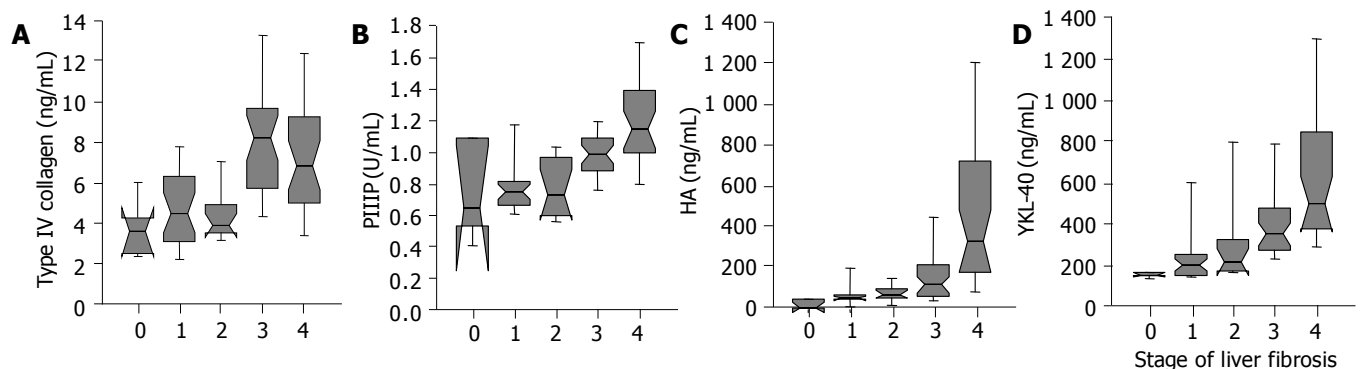 A
Type IV collagen (ng/mL)
14
12
10
8
6
4
2
0
0 1 2 3 4
B
PIIIP (U/mL)
1.8
1.6
1.4
1.2
1.0
0.8
0.6
0.4
0.2
0.0
0 1 2 3 4
C
HA (ng/mL)
1 400
1 200
1 000
800
600
400
200
0
0 1 2 3 4
D
YKL-40 (ng/mL)
1 400
1 200
1 000
800
600
400
200
0
0 1 2 3 4
Stage of liver fibrosis